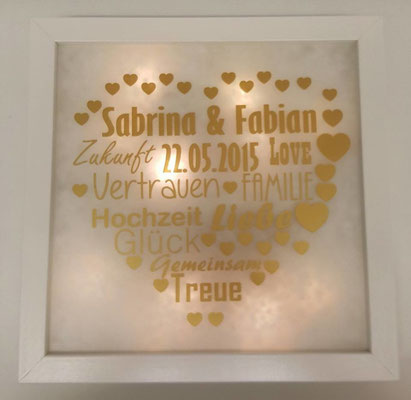 Sabrina & Fabian
Zukunft 22.05.2015 LOVE
Vertrauen FAMILIE
Hochzeit Liebe
Glück
Gemeinsam
Treue